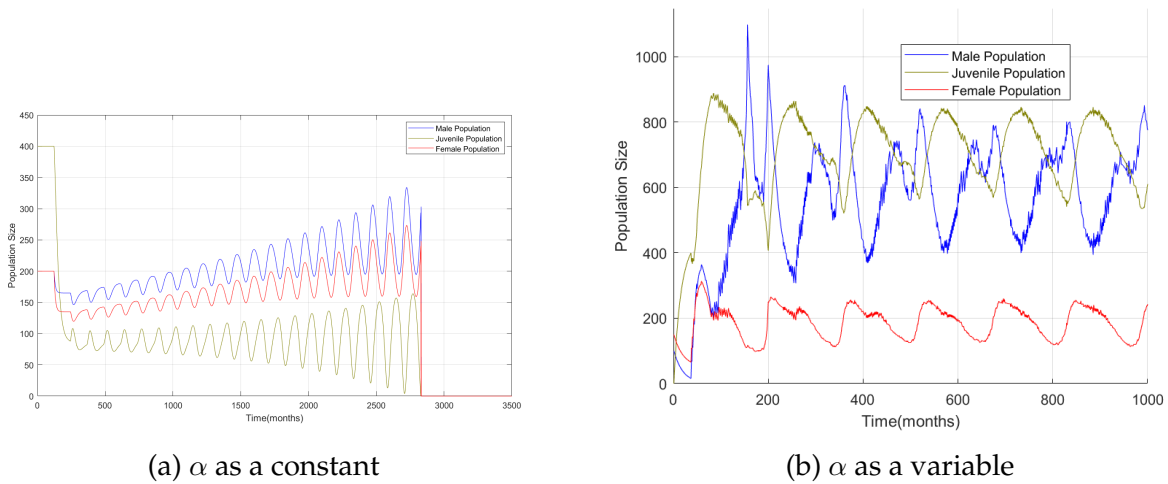 450
400
350
300
250
200
150
100
50
0
Population Size
0 500 1000 1500 2000 2500 3000 3500
Time(months)
Male Population
Juvenile Population
Female Population
(a) α as a constant
1000
800
600
400
200
0
Population Size
0 200 400 600 800 1000
Time(months)
Male Population
Juvenile Population
Female Population
(b) α as a variable